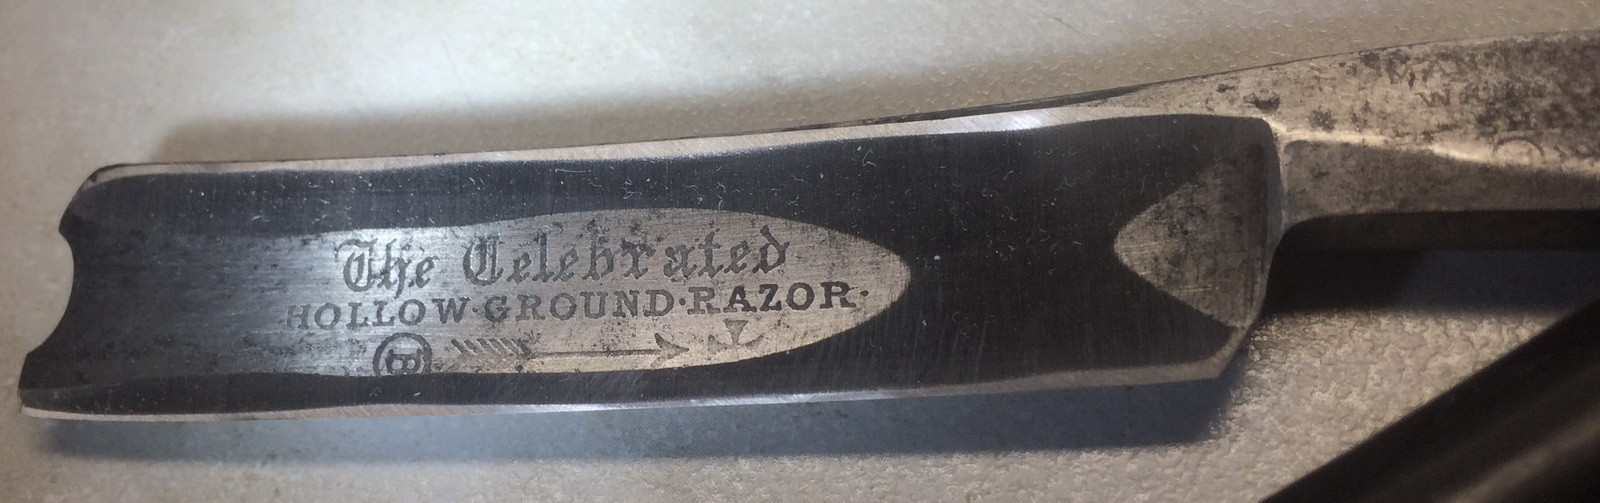 The Celebrated
HOLLOW·GROUND·RAZOR·